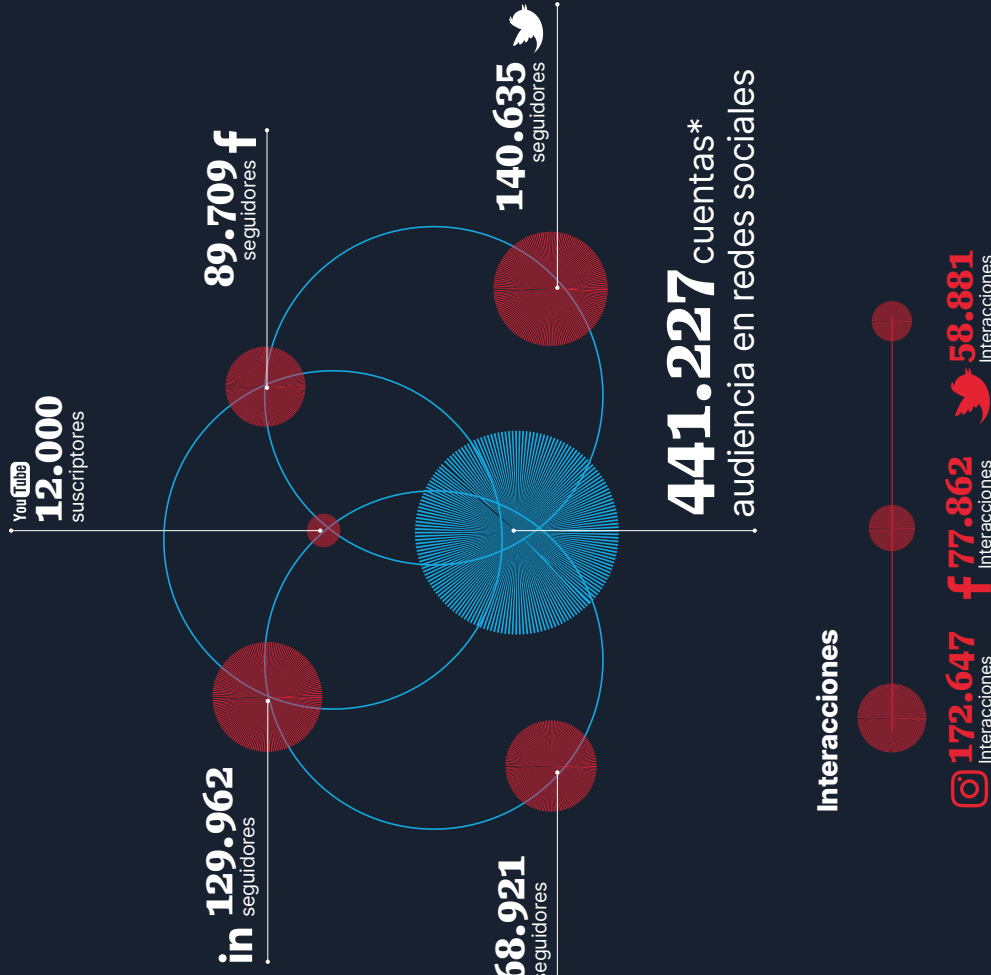 You Tube
12.000
suscriptores
in 129.962
seguidores
89.709 f
seguidores
68.921
seguidores
140.635
seguidores
441.227 cuentas*
audiencia en redes sociales
Interacciones
172.647
Interacciones
f 77.862
Interacciones
58.881
Interacciones